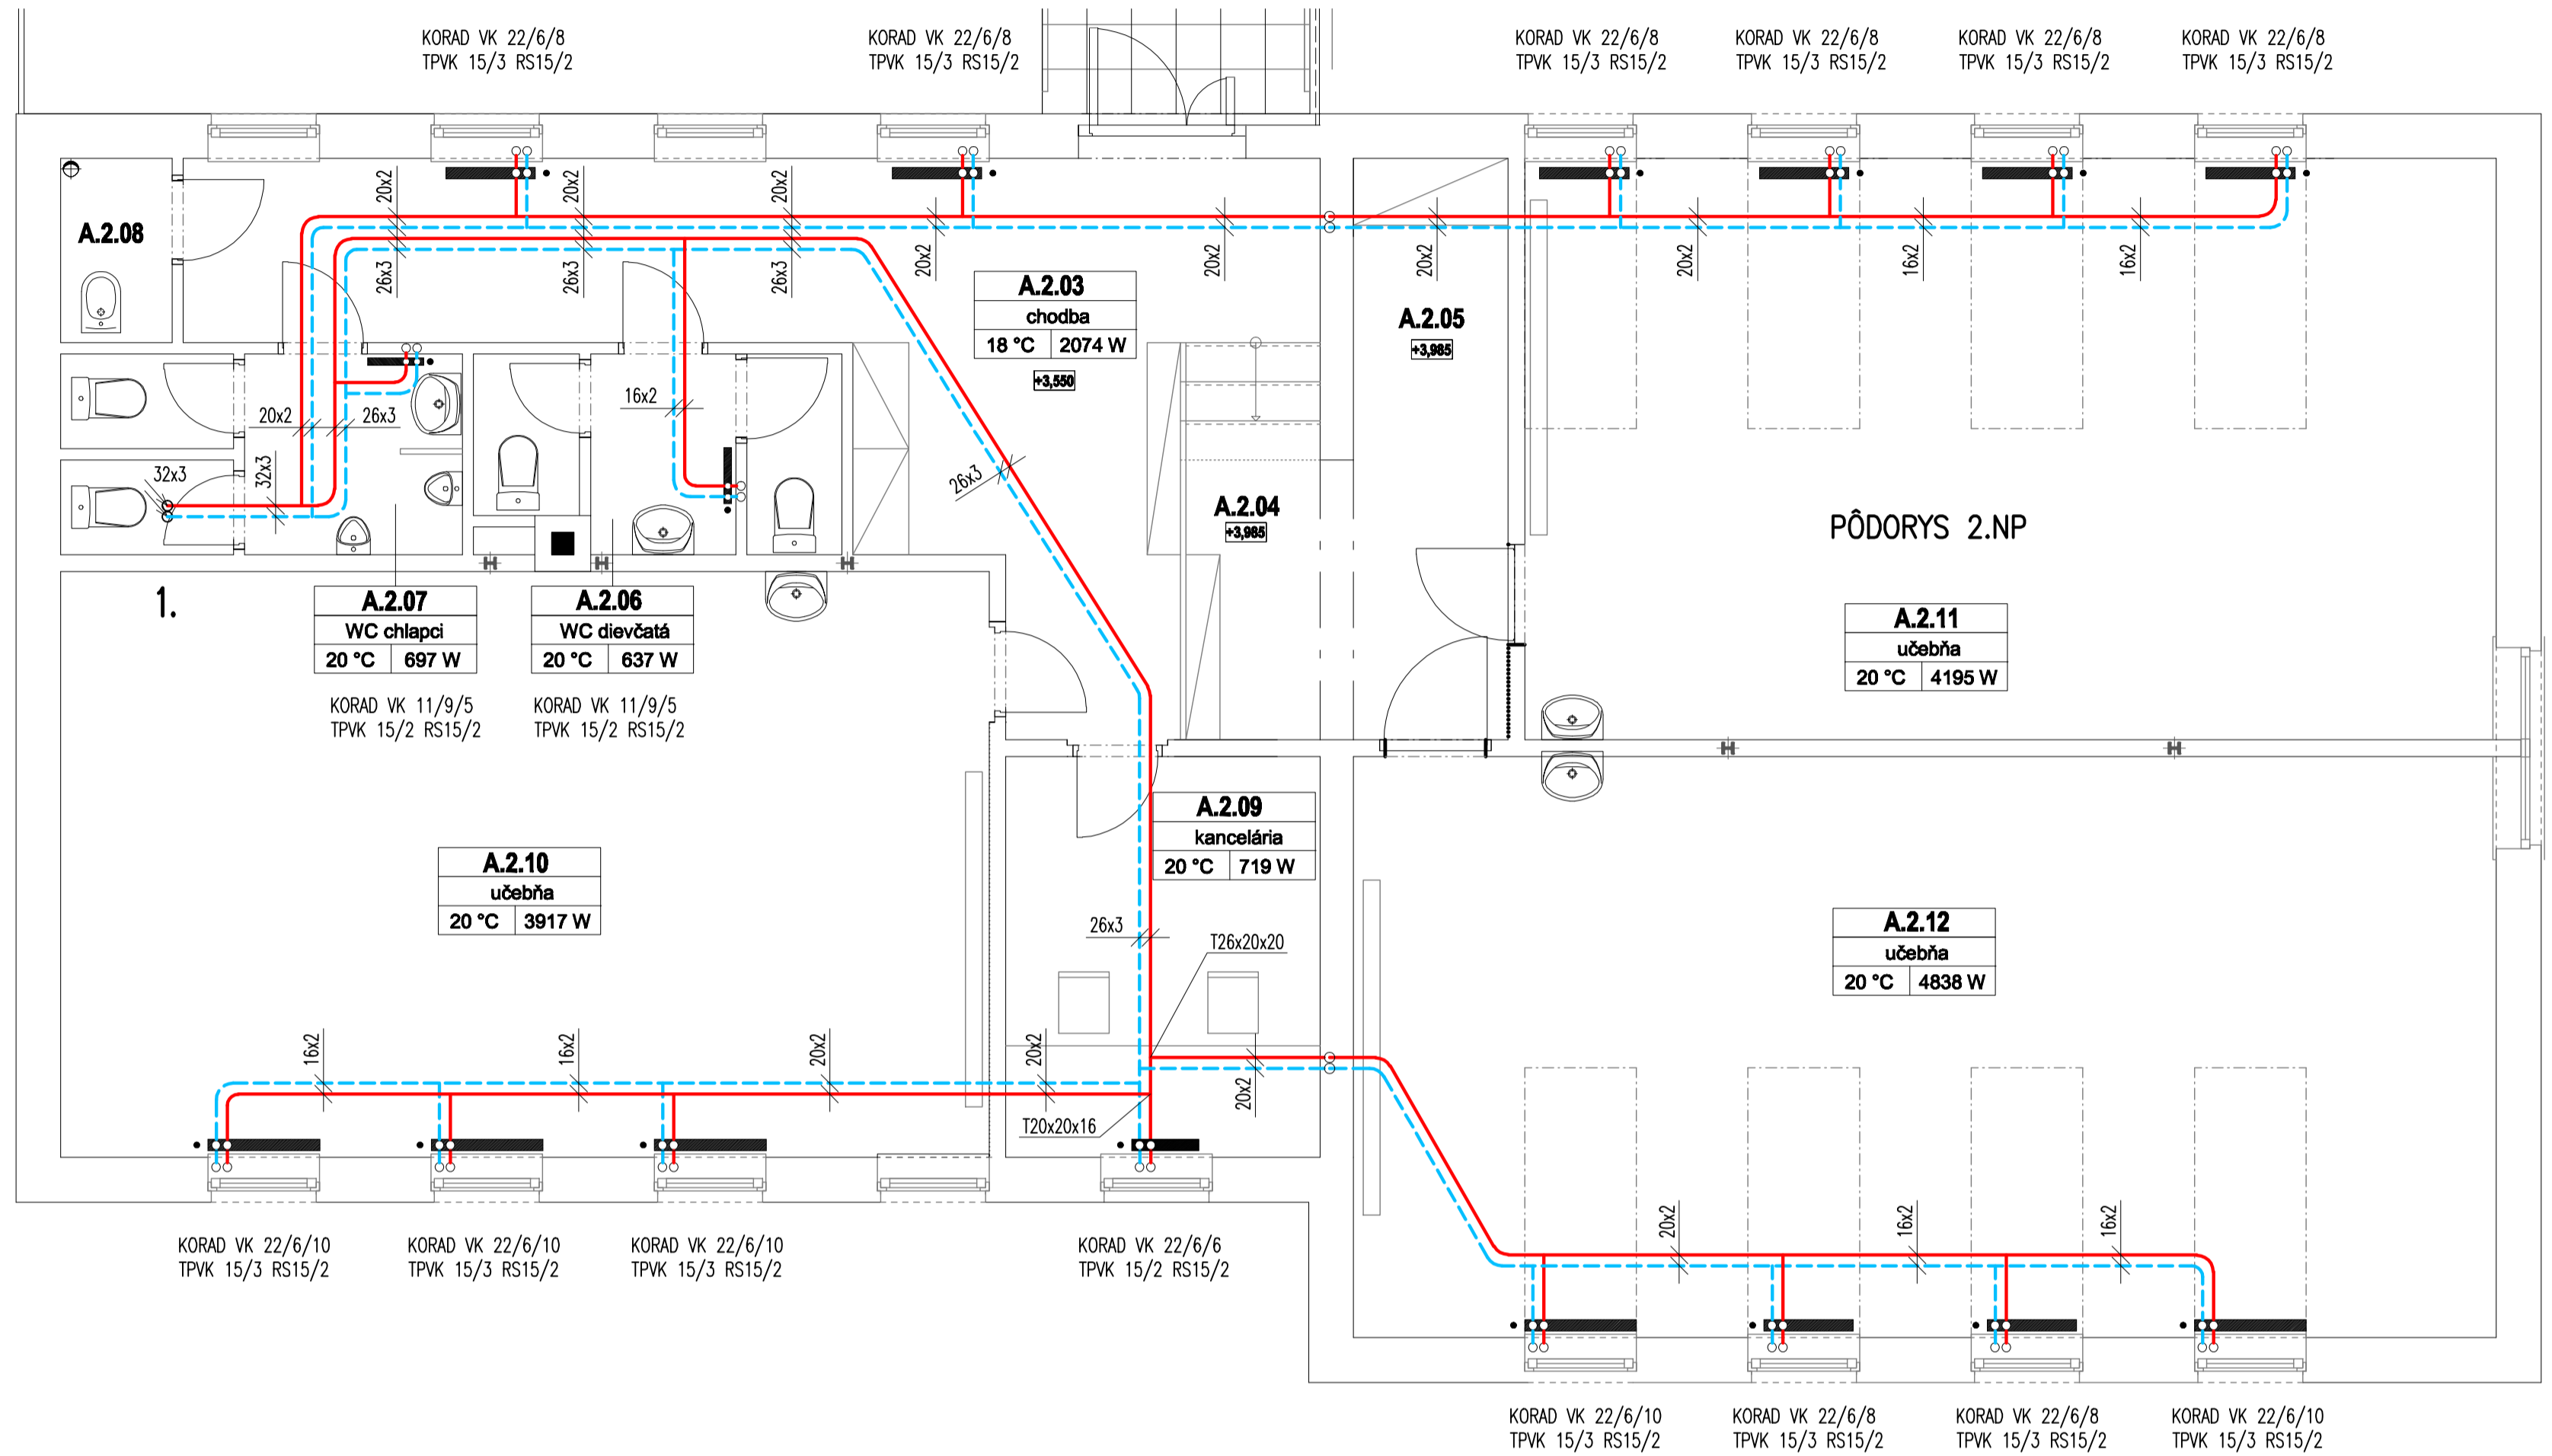 KORAD VK 22/6/8
TPVK 15/3 RS15/2
KORAD VK 22/6/8
TPVK 15/3 RS15/2
KORAD VK 22/6/8
TPVK 15/3 RS15/2
KORAD VK 22/6/8
TPVK 15/3 RS15/2
KORAD VK 22/6/8
TPVK 15/3 RS15/2
KORAD VK 22/6/8
TPVK 15/3 RS15/2
20x2
20x2
20x2
A.2.08
26x3
26x3
26x3
20x2
20x2
20x2
20x2
16x2
16x2
A.2.03
chodba
18 °C 2074 W
+3,550
A.2.05
+3,985
16x2
20x2
26x3
32x3
32x3
26x3
A.2.04
+3,985
PÔDORYS 2.NP
1.
A.2.07
WC chlapci
20 °C 697 W
KORAD VK 11/9/5
TPVK 15/2 RS15/2
A.2.06
WC dievčatá
20 °C 637 W
KORAD VK 11/9/5
TPVK 15/2 RS15/2
A.2.11
učebňa
20 °C 4195 W
A.2.09
kancelária
20 °C 719 W
A.2.10
učebňa
20 °C 3917 W
A.2.12
učebňa
20 °C 4838 W
26x3
T26x20x20
16x2
16x2
20x2
20x2
20x2
T20x20x16
20x2
16x2
16x2
KORAD VK 22/6/10
TPVK 15/3 RS15/2
KORAD VK 22/6/10
TPVK 15/3 RS15/2
KORAD VK 22/6/10
TPVK 15/3 RS15/2
KORAD VK 22/6/6
TPVK 15/2 RS15/2
KORAD VK 22/6/10
TPVK 15/3 RS15/2
KORAD VK 22/6/8
TPVK 15/3 RS15/2
KORAD VK 22/6/8
TPVK 15/3 RS15/2
KORAD VK 22/6/10
TPVK 15/3 RS15/2